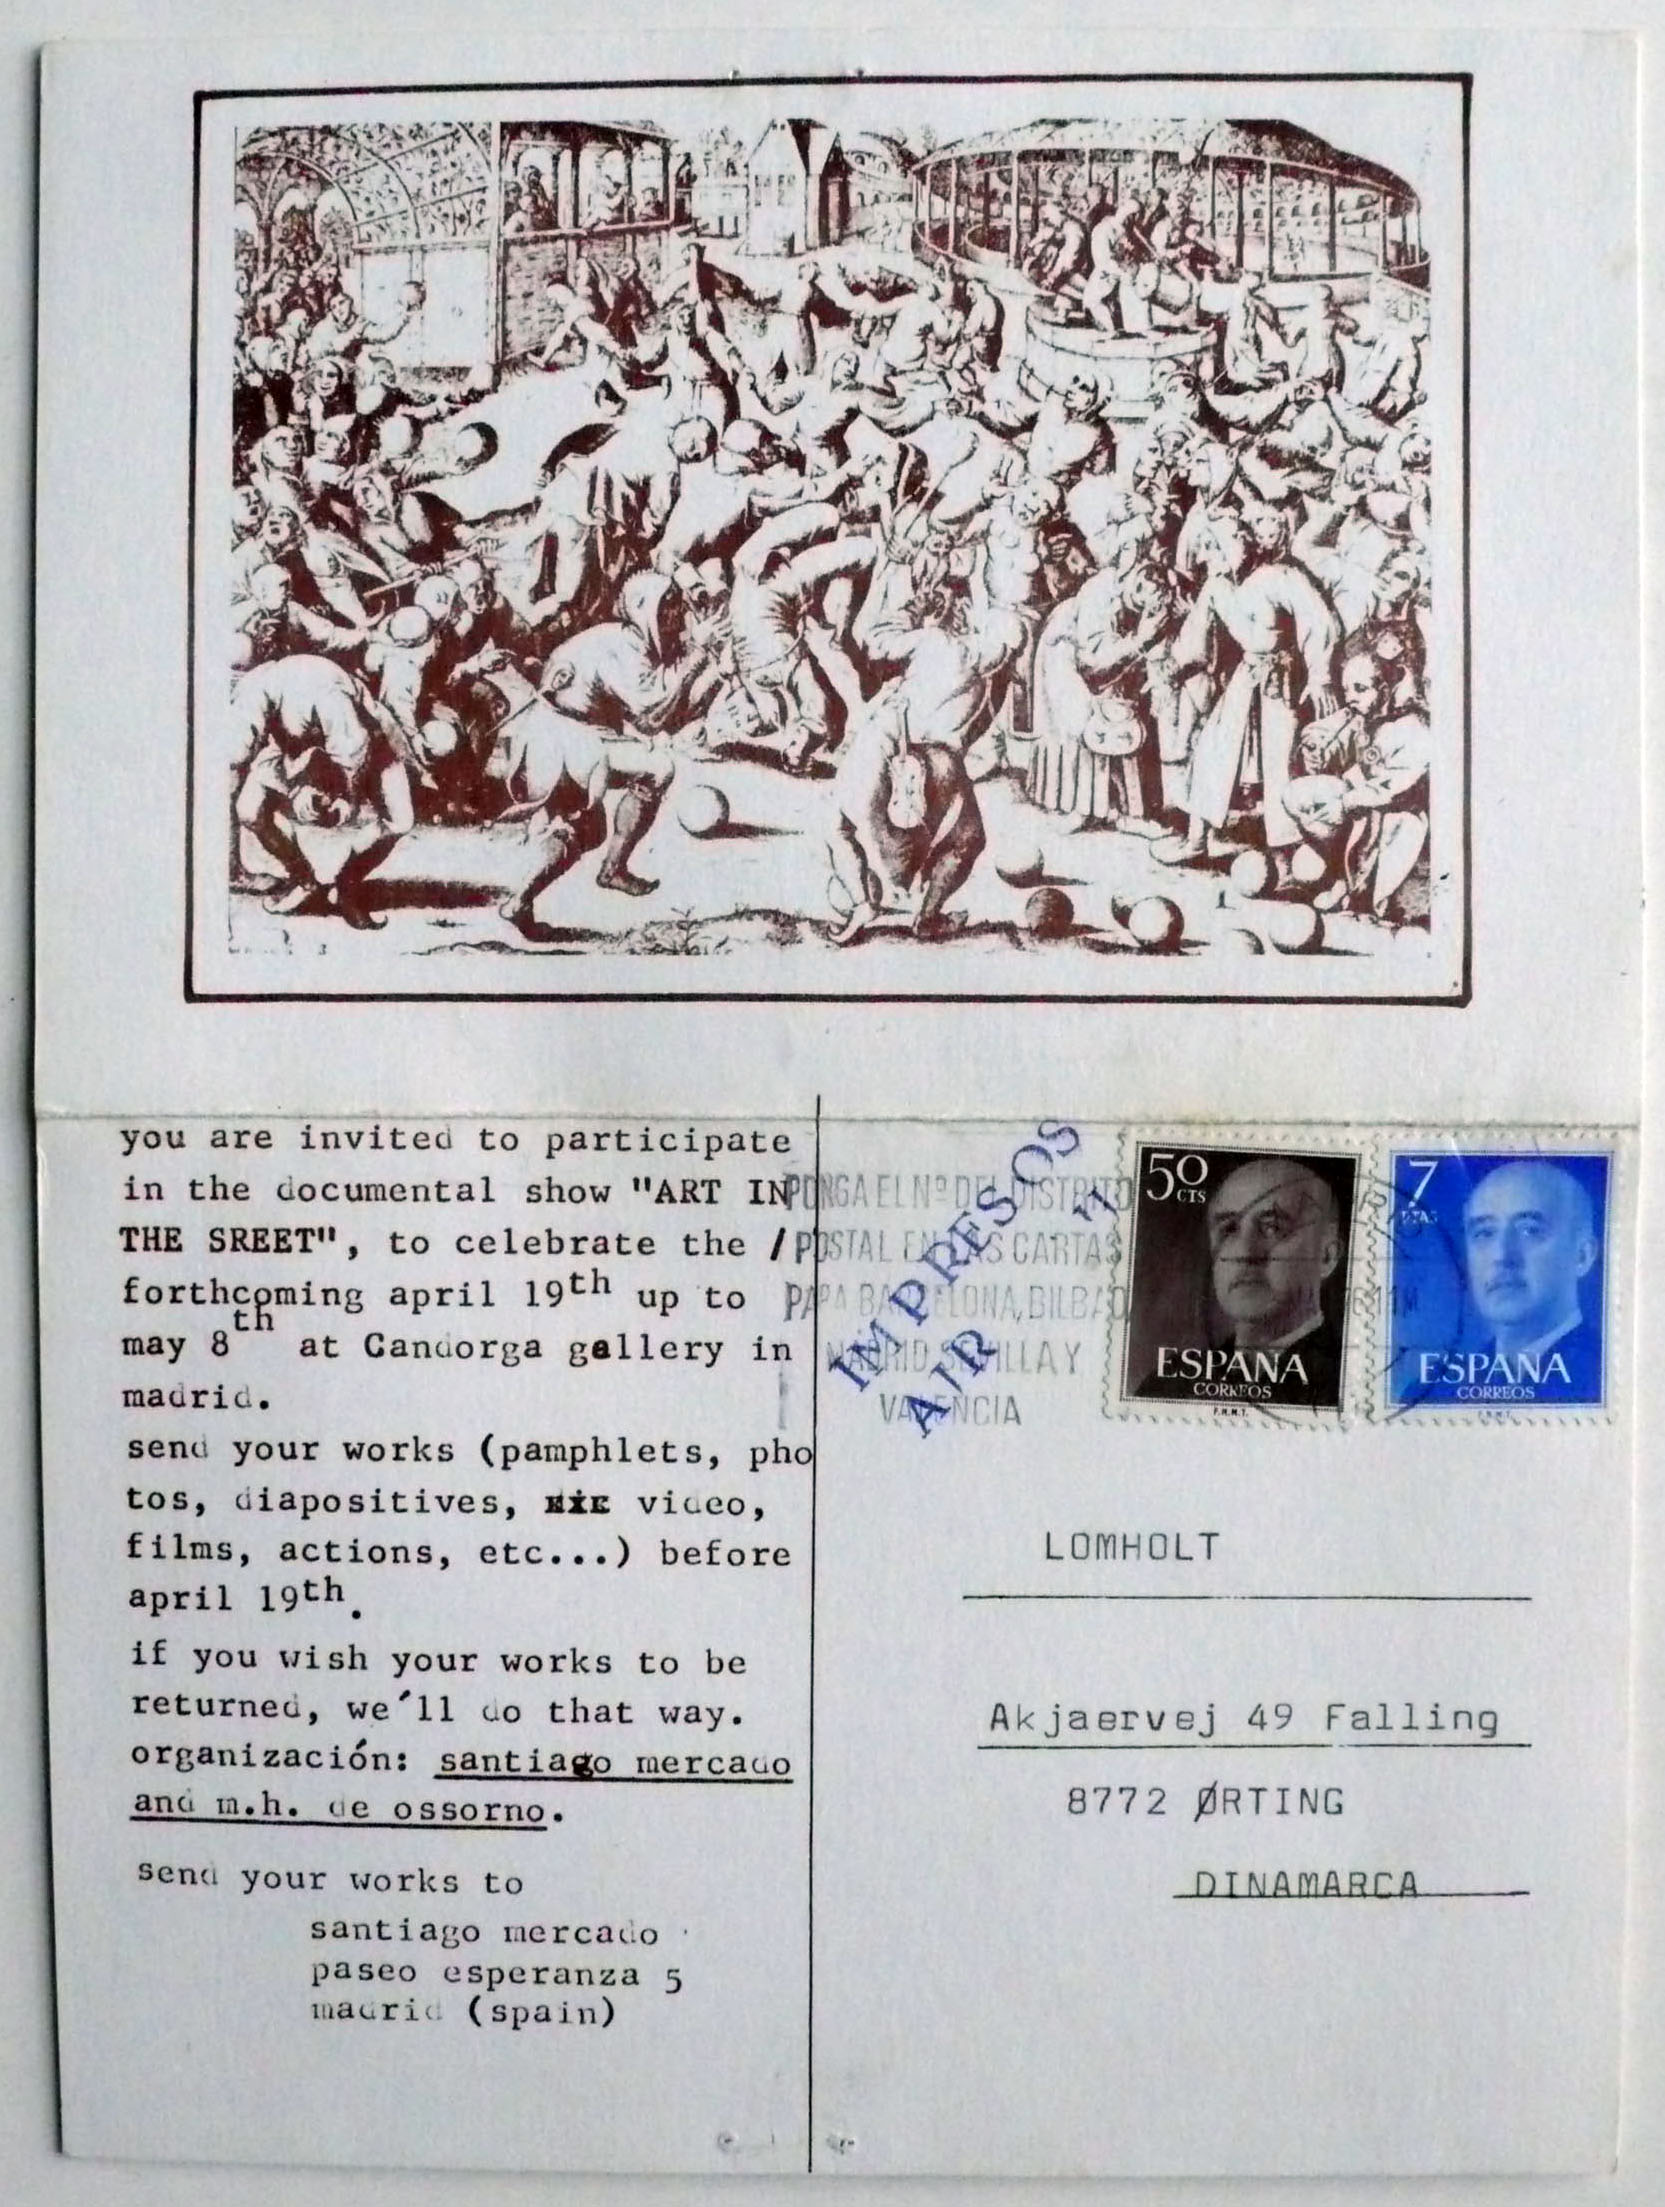 you are invited to participate
in the documental show "ART IN
THE SREET", to celebrate the /
forthcoming april 19th up to
may 8th at Candorga gallery in
madrid.
send your works (pamphlets, pho
tos, diapositives, video,
films, actions, etc...) before
april 19th.
if you wish your works to be
returned, we'll do that way.
organización: santiago mercado
and m.h. de ossorno.
send your works to
santiago mercado
paseo esperanza 5
madrid (spain)
PONGA EL Nº DEL DISTRITO
POSTAL EN LAS CARTAS
PARA BARCELONA, BILBAO,
MADRID SEVILLA Y
VALENCIA
IMPRESOS
AIR
50
CTS
ESPAÑA
CORREOS
F.N.M.T.
7
PTAS
ESPAÑA
CORREOS
LOMHOLT
Akjaervej 49 Falling
8772 ØRTING
DINAMARCA